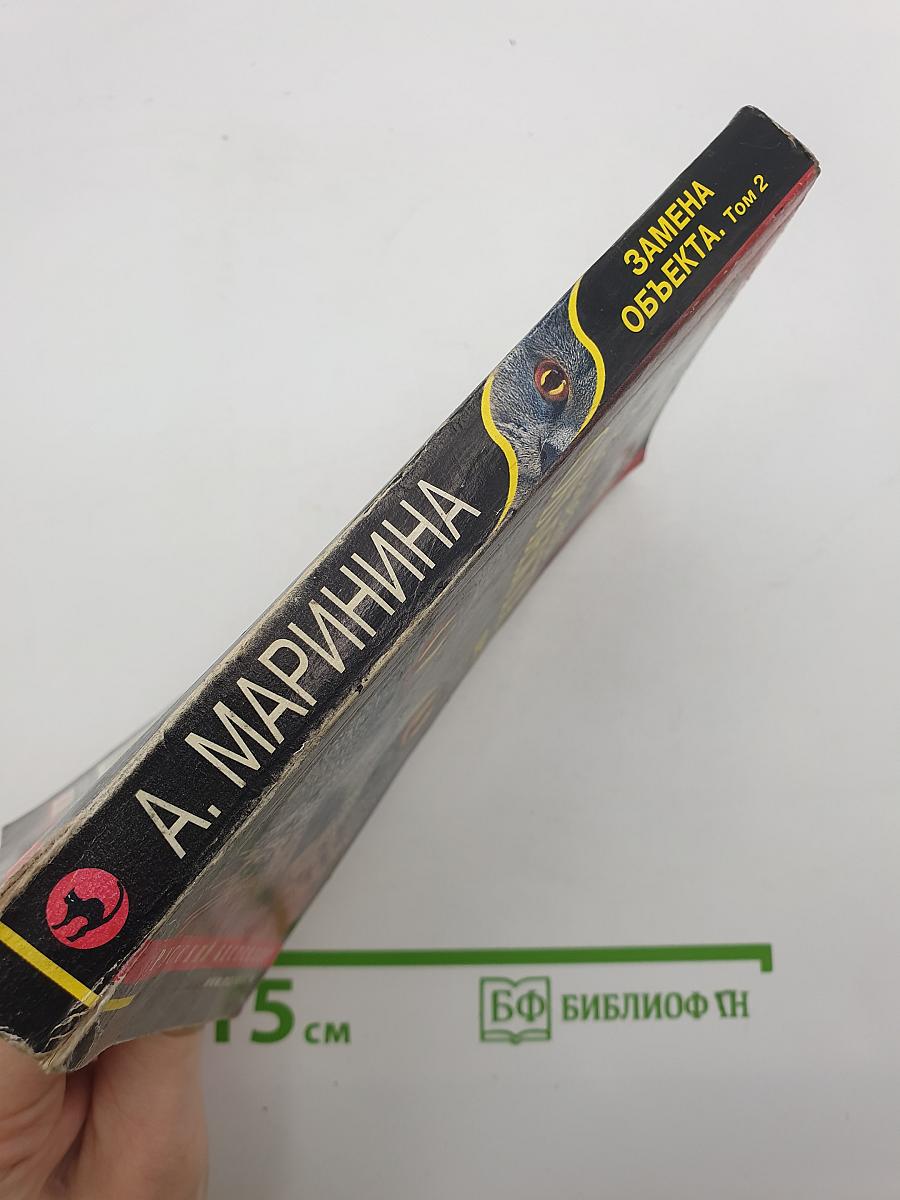 ЗАМЕНА
ОБЪЕКТА. Том 2
А. МАРИНИНА
15 см
БФ БИБЛИОФ